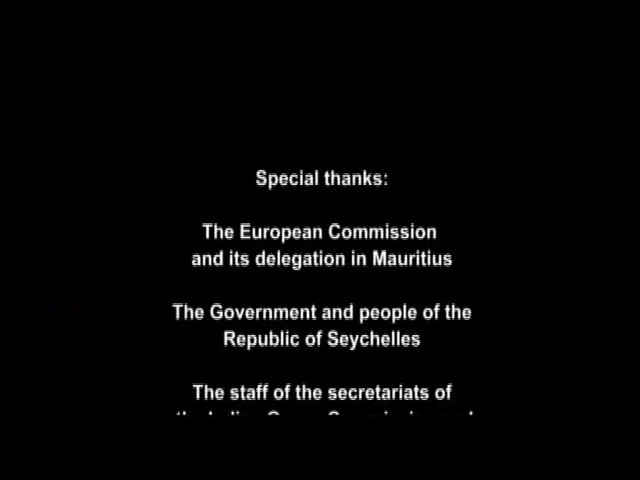 Special thanks:
The European Commission
and its delegation in Mauritius
The Government and people of the
Republic of Seychelles
The staff of the secretariats of